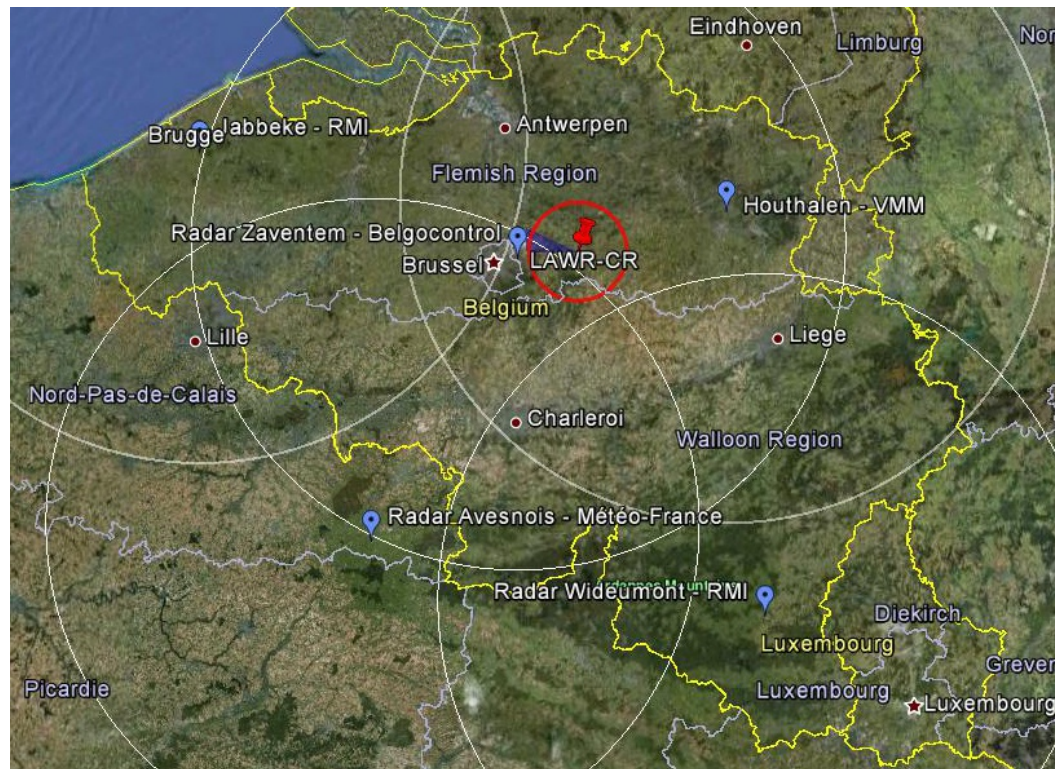 Eindhoven
Limburg
Nor
Brugge
Jabbeke - RMI
Antwerpen
Flemish Region
Houthalen - VMM
Radar Zaventem - Belgocontrol
Brussel
LAWR-CR
Belgium
Lille
Liege
Nord-Pas-de-Calais
Charleroi
Walloon Region
Radar Avesnois - Météo-France
Radar Wideumont - RMI
Diekirch
Luxembourg
Greven
Picardie
Luxembourg
Luxembourg